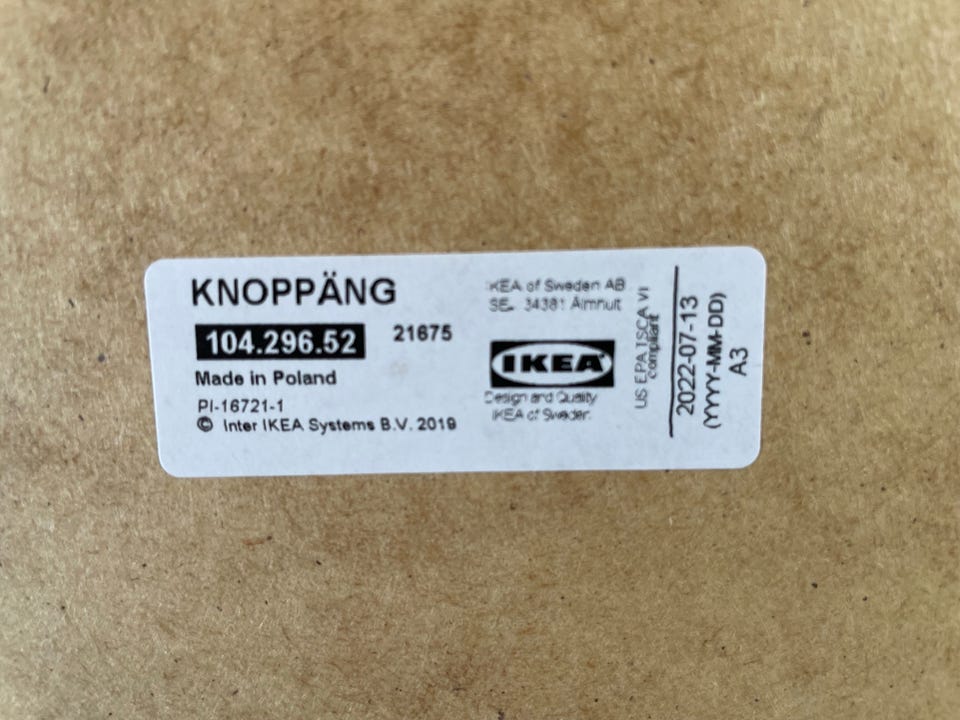 KNOPPÄNG
104.296.52 21675
Made in Poland
PI-16721-1
© Inter IKEA Systems B.V. 2019
IKEA of Sweden AB
SE- 34381 Älmhult
IKEA
Design and Quality
IKEA of Sweden
US EPA TSCA VI
compliant
2022-07-13
(YYYY-MM-DD)
A3